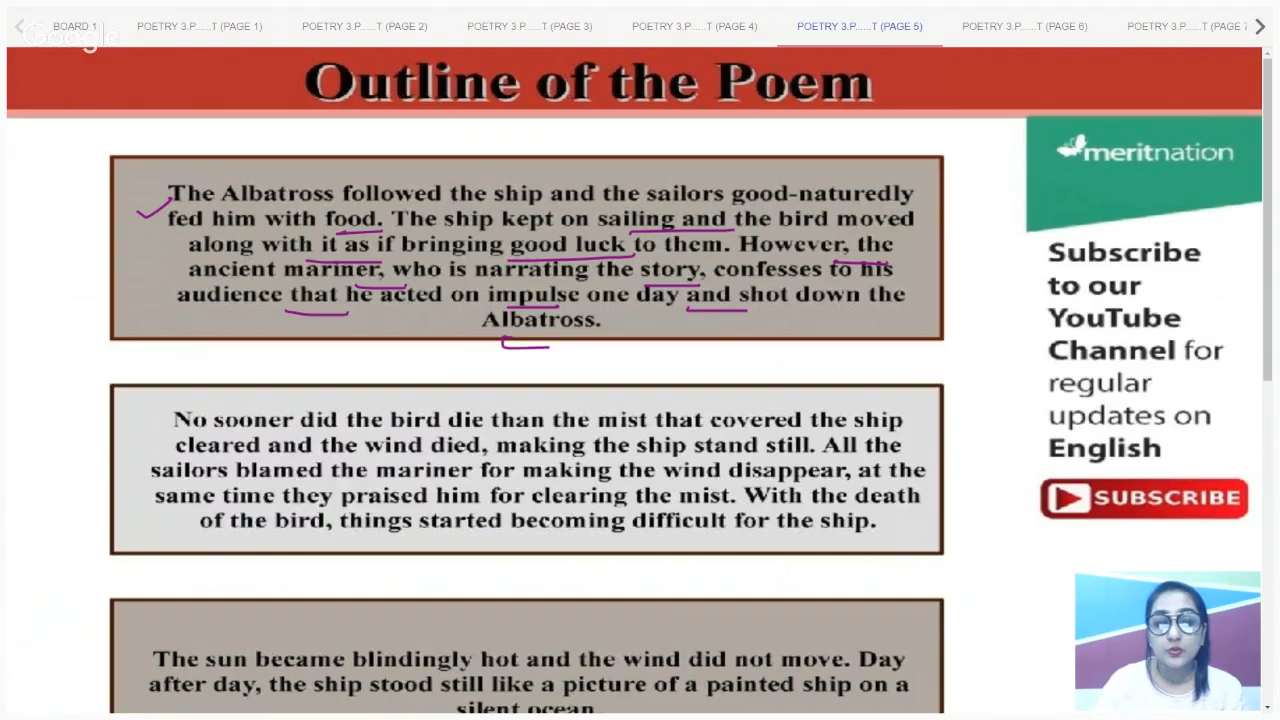 BOARD 1
POETRY 3.P......T (PAGE 1)
POETRY 3.P......T (PAGE 2)
POETRY 3.P......T (PAGE 3)
POETRY 3.P......T (PAGE 4)
POETRY 3.P......T (PAGE 5)
POETRY 3.P......T (PAGE 6)
POETRY 3.P......T (PAGE 7
Google
Outline of the Poem
The Albatross followed the ship and the sailors good-naturedly
fed him with food. The ship kept on sailing and the bird moved
along with it as if bringing good luck to them. However, the
ancient mariner, who is narrating the story, confesses to his
audience that he acted on impulse one day and shot down the
Albatross.
No sooner did the bird die than the mist that covered the ship
cleared and the wind died, making the ship stand still. All the
sailors blamed the mariner for making the wind disappear, at the
same time they praised him for clearing the mist. With the death
of the bird, things started becoming difficult for the ship.
The sun became blindingly hot and the wind did not move. Day
after day, the ship stood still like a picture of a painted ship on a
silent ocean.
meritnation
Subscribe
to our
YouTube
Channel for
regular
updates on
English
SUBSCRIBE